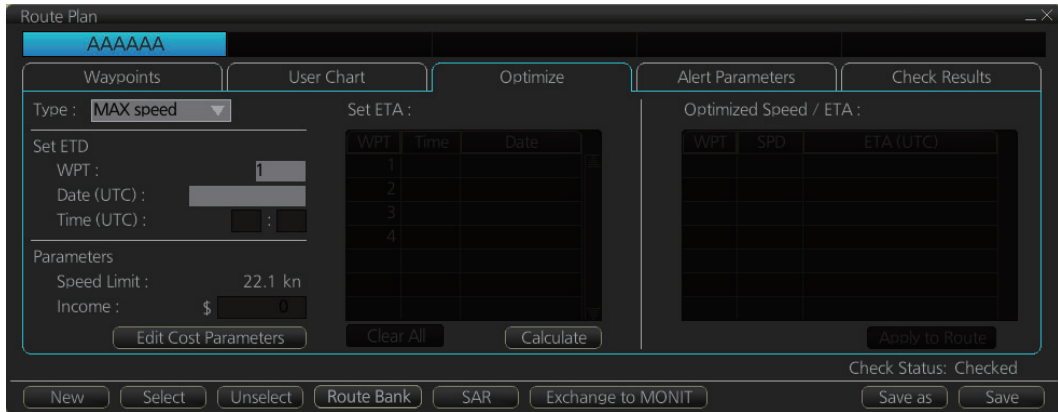 Route Plan
AAAAAA
Waypoints User Chart Optimize Alert Parameters Check Results
Type : MAX speed Set ETA : Optimized Speed / ETA :
Set ETD WPT Time Date WPT SPD ETA (UTC)
WPT : 1 1
Date (UTC) : 2
Time (UTC) : : 3
4
Parameters
Speed Limit : 22.1 kn
Income : $ 0
Edit Cost Parameters Clear All Calculate Apply to Route
Check Status: Checked
New Select Unselect Route Bank SAR Exchange to MONIT Save as Save